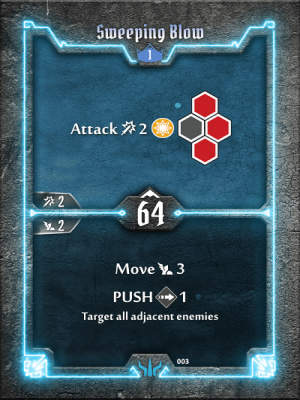 Sweeping Blow
1
Attack 2
2
64
2
Move 3
PUSH 1
Target all adjacent enemies
003